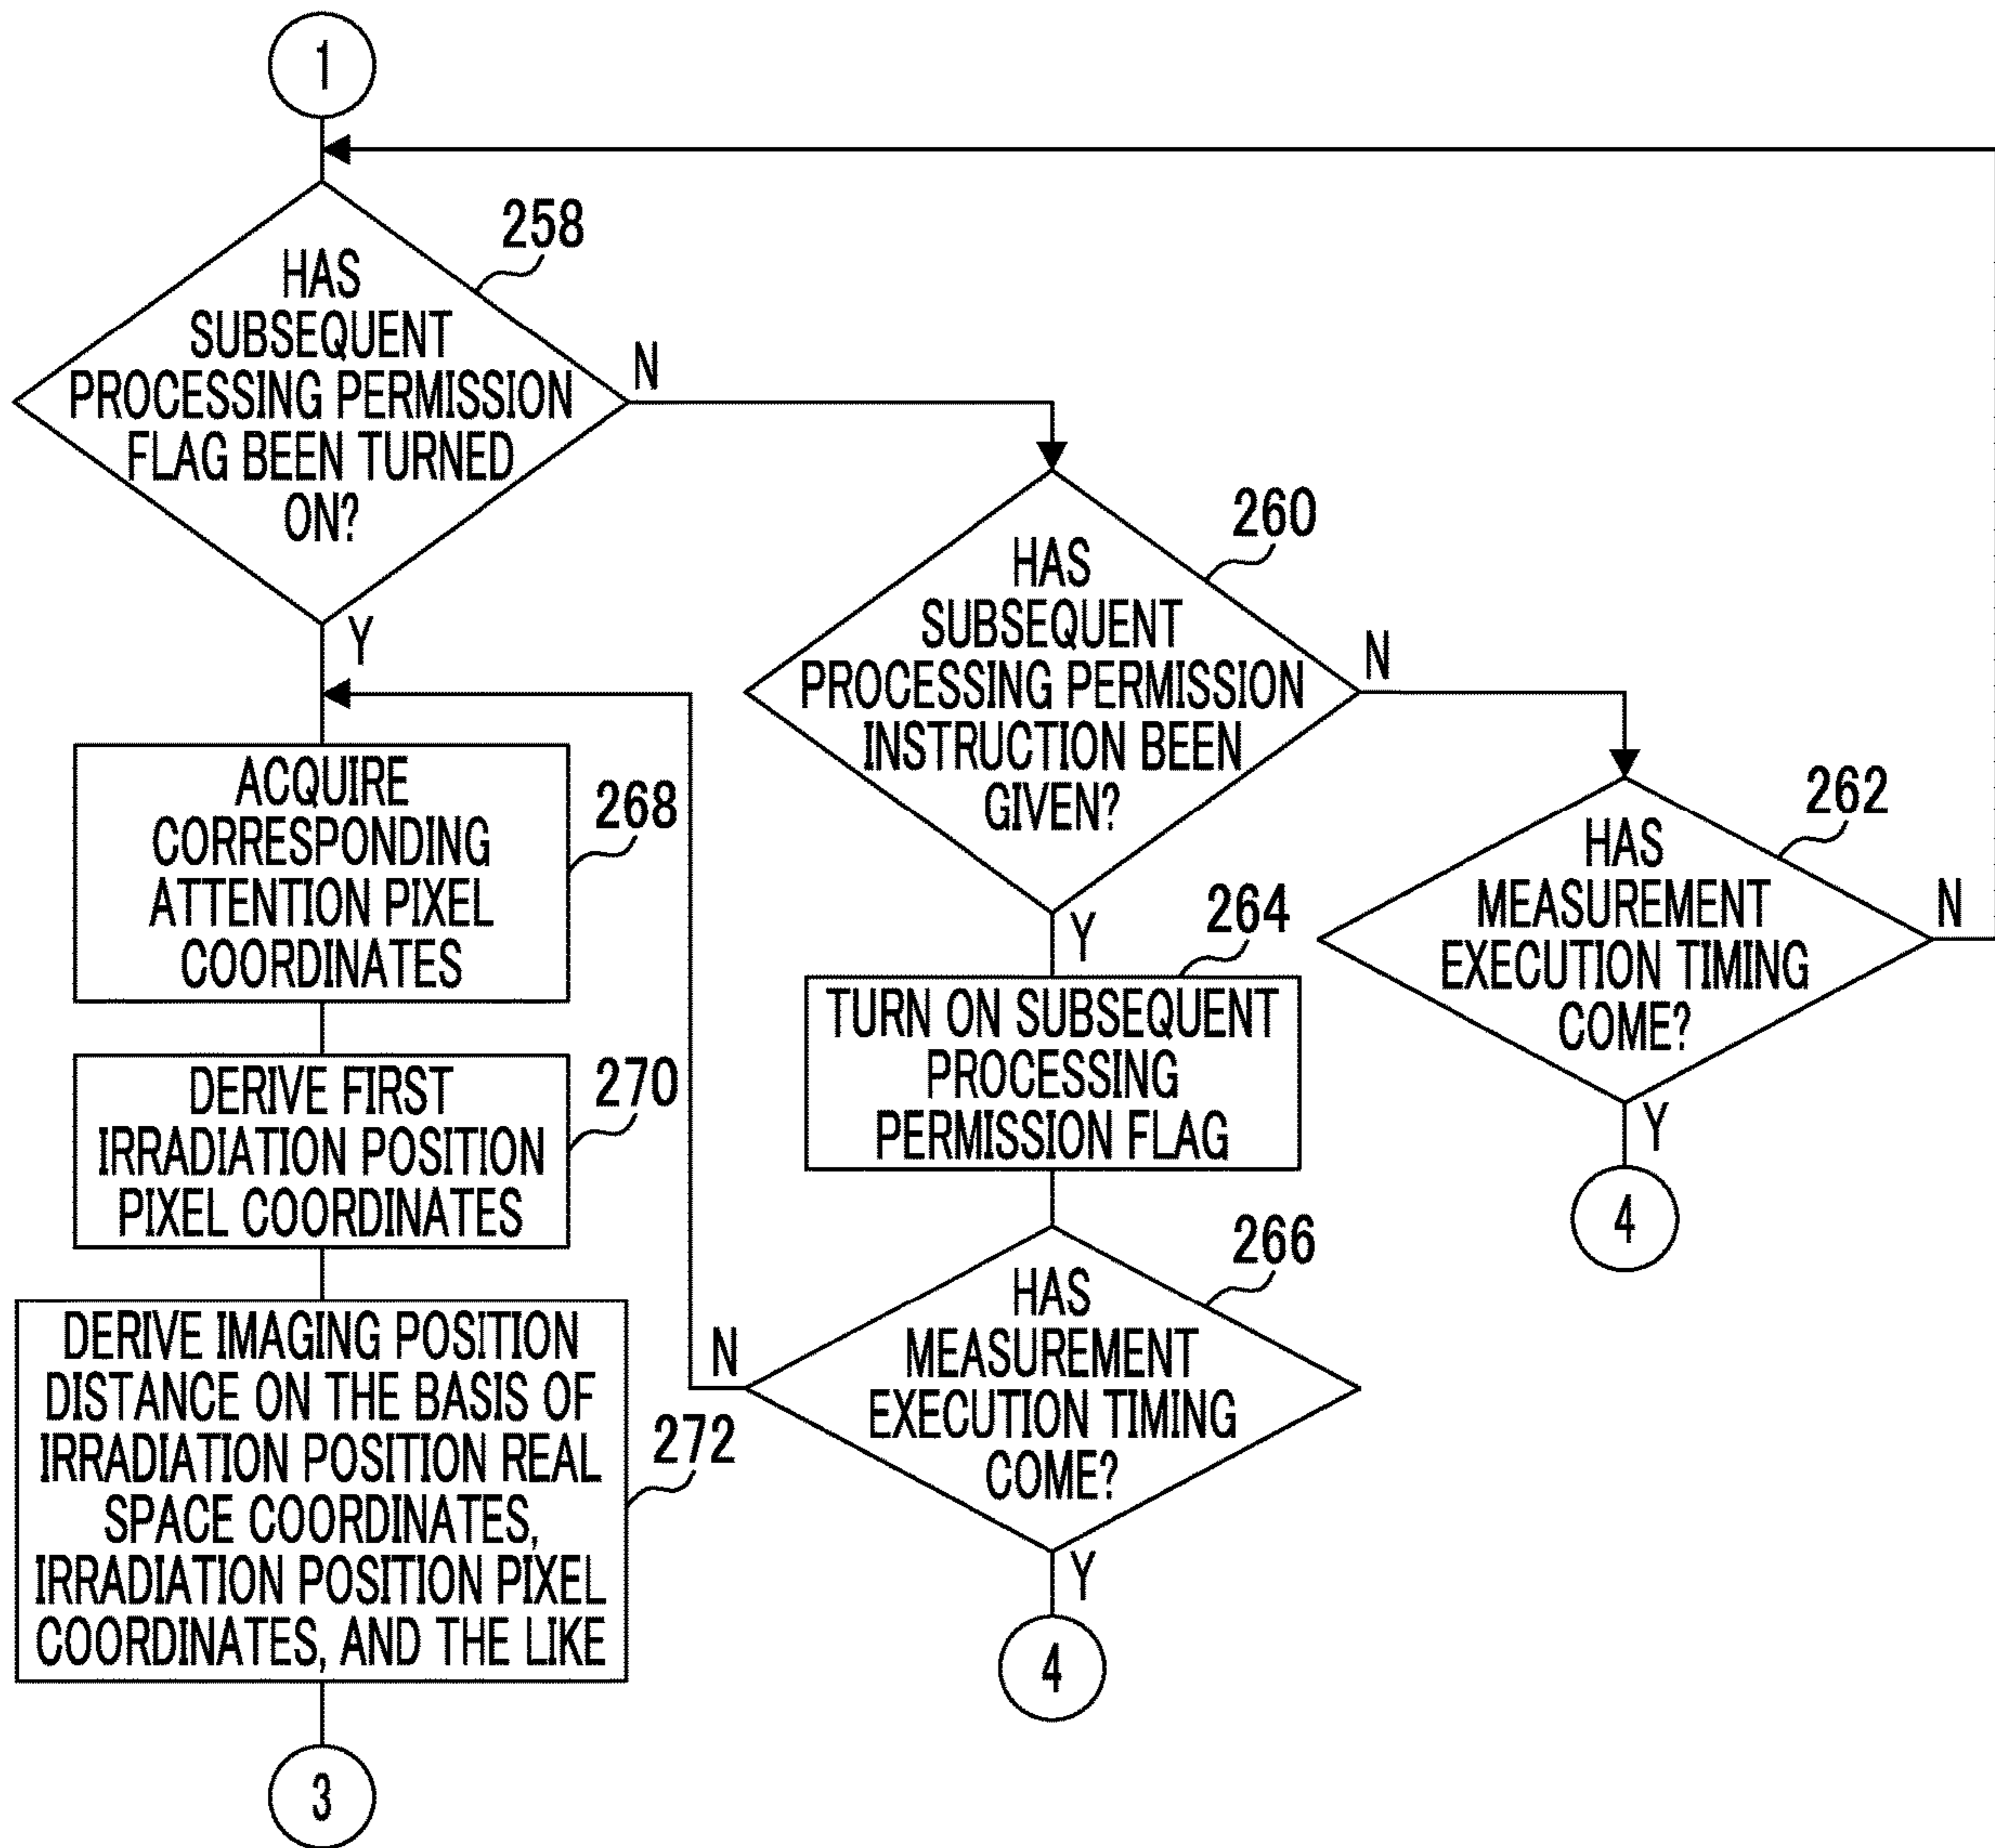 1
258
HAS
SUBSEQUENT
PROCESSING PERMISSION
FLAG BEEN TURNED
ON?
N
Y
260
HAS
SUBSEQUENT
PROCESSING PERMISSION
INSTRUCTION BEEN
GIVEN?
N
Y
262
HAS
MEASUREMENT
EXECUTION TIMING
COME?
N
Y
4
264
TURN ON SUBSEQUENT
PROCESSING
PERMISSION FLAG
266
HAS
MEASUREMENT
EXECUTION TIMING
COME?
N
Y
4
268
ACQUIRE
CORRESPONDING
ATTENTION PIXEL
COORDINATES
270
DERIVE FIRST
IRRADIATION POSITION
PIXEL COORDINATES
272
DERIVE IMAGING POSITION
DISTANCE ON THE BASIS OF
IRRADIATION POSITION REAL
SPACE COORDINATES,
IRRADIATION POSITION PIXEL
COORDINATES, AND THE LIKE
3